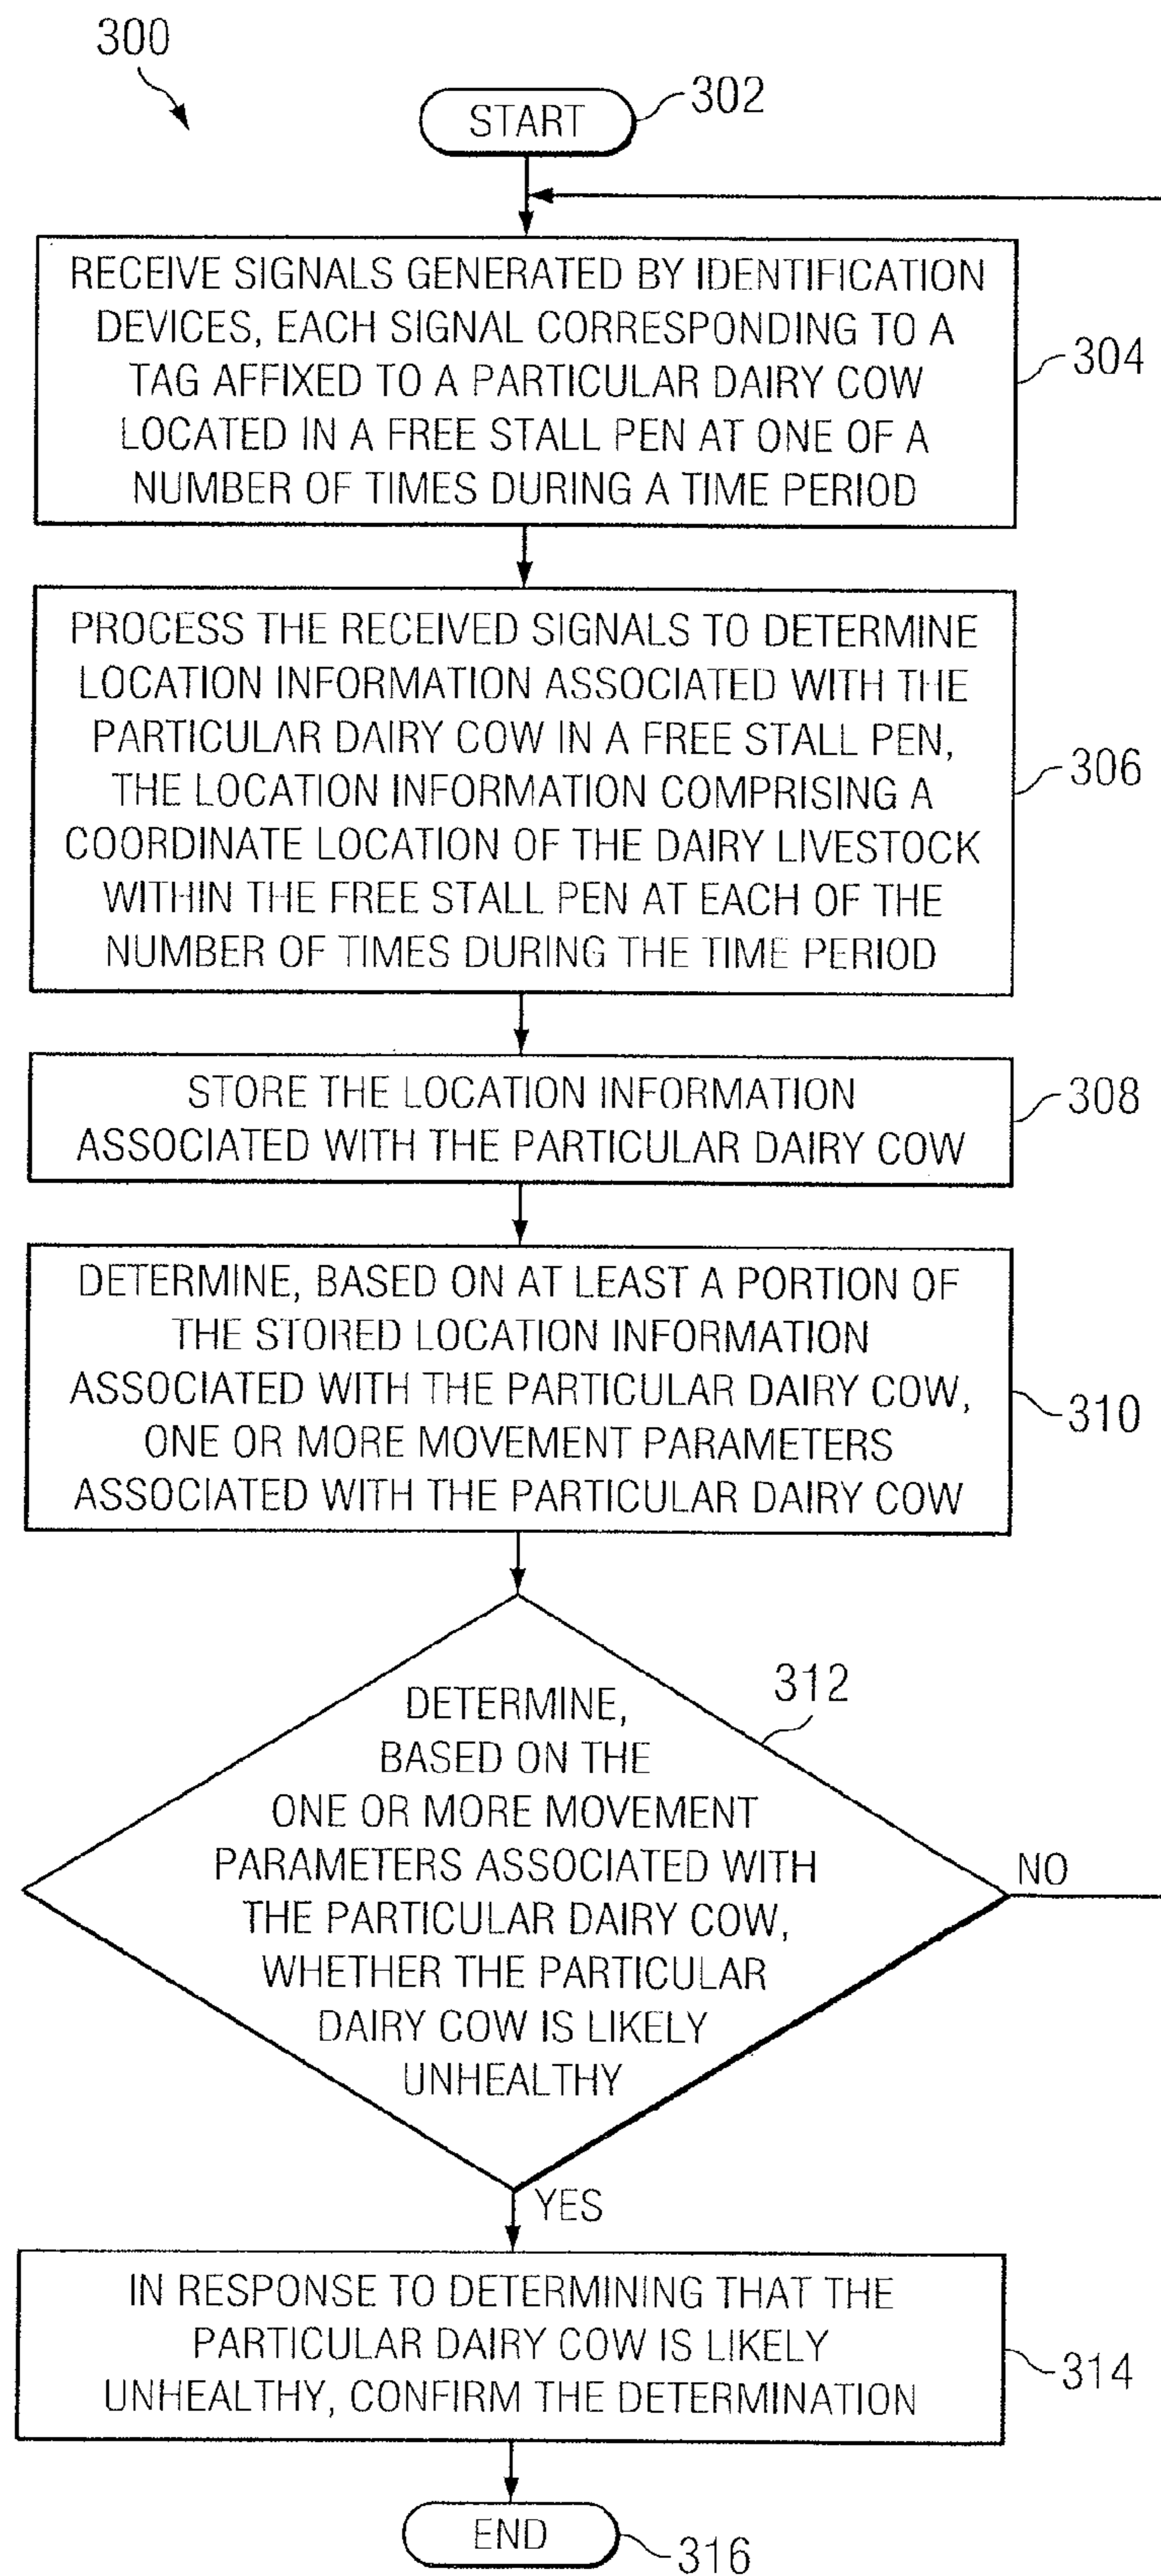 300
START
302
RECEIVE SIGNALS GENERATED BY IDENTIFICATION
DEVICES, EACH SIGNAL CORRESPONDING TO A
TAG AFFIXED TO A PARTICULAR DAIRY COW
LOCATED IN A FREE STALL PEN AT ONE OF A
NUMBER OF TIMES DURING A TIME PERIOD
304
PROCESS THE RECEIVED SIGNALS TO DETERMINE
LOCATION INFORMATION ASSOCIATED WITH THE
PARTICULAR DAIRY COW IN A FREE STALL PEN,
THE LOCATION INFORMATION COMPRISING A
COORDINATE LOCATION OF THE DAIRY LIVESTOCK
WITHIN THE FREE STALL PEN AT EACH OF THE
NUMBER OF TIMES DURING THE TIME PERIOD
306
STORE THE LOCATION INFORMATION
ASSOCIATED WITH THE PARTICULAR DAIRY COW
308
DETERMINE, BASED ON AT LEAST A PORTION OF
THE STORED LOCATION INFORMATION
ASSOCIATED WITH THE PARTICULAR DAIRY COW,
ONE OR MORE MOVEMENT PARAMETERS
ASSOCIATED WITH THE PARTICULAR DAIRY COW
310
DETERMINE,
BASED ON THE
ONE OR MORE MOVEMENT
PARAMETERS ASSOCIATED WITH
THE PARTICULAR DAIRY COW,
WHETHER THE PARTICULAR
DAIRY COW IS LIKELY
UNHEALTHY
312
NO
YES
IN RESPONSE TO DETERMINING THAT THE
PARTICULAR DAIRY COW IS LIKELY
UNHEALTHY, CONFIRM THE DETERMINATION
314
END
316